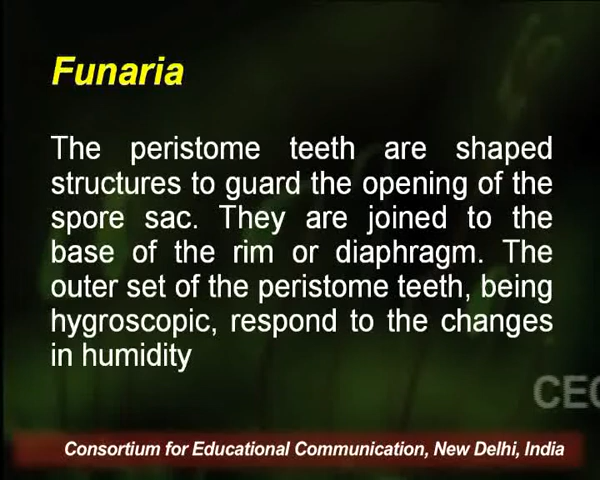 Funaria
The peristome teeth are shaped
structures to guard the opening of the
spore sac. They are joined to the
base of the rim or diaphragm. The
outer set of the peristome teeth, being
hygroscopic, respond to the changes
in humidity
CEC
Consortium for Educational Communication, New Delhi, India